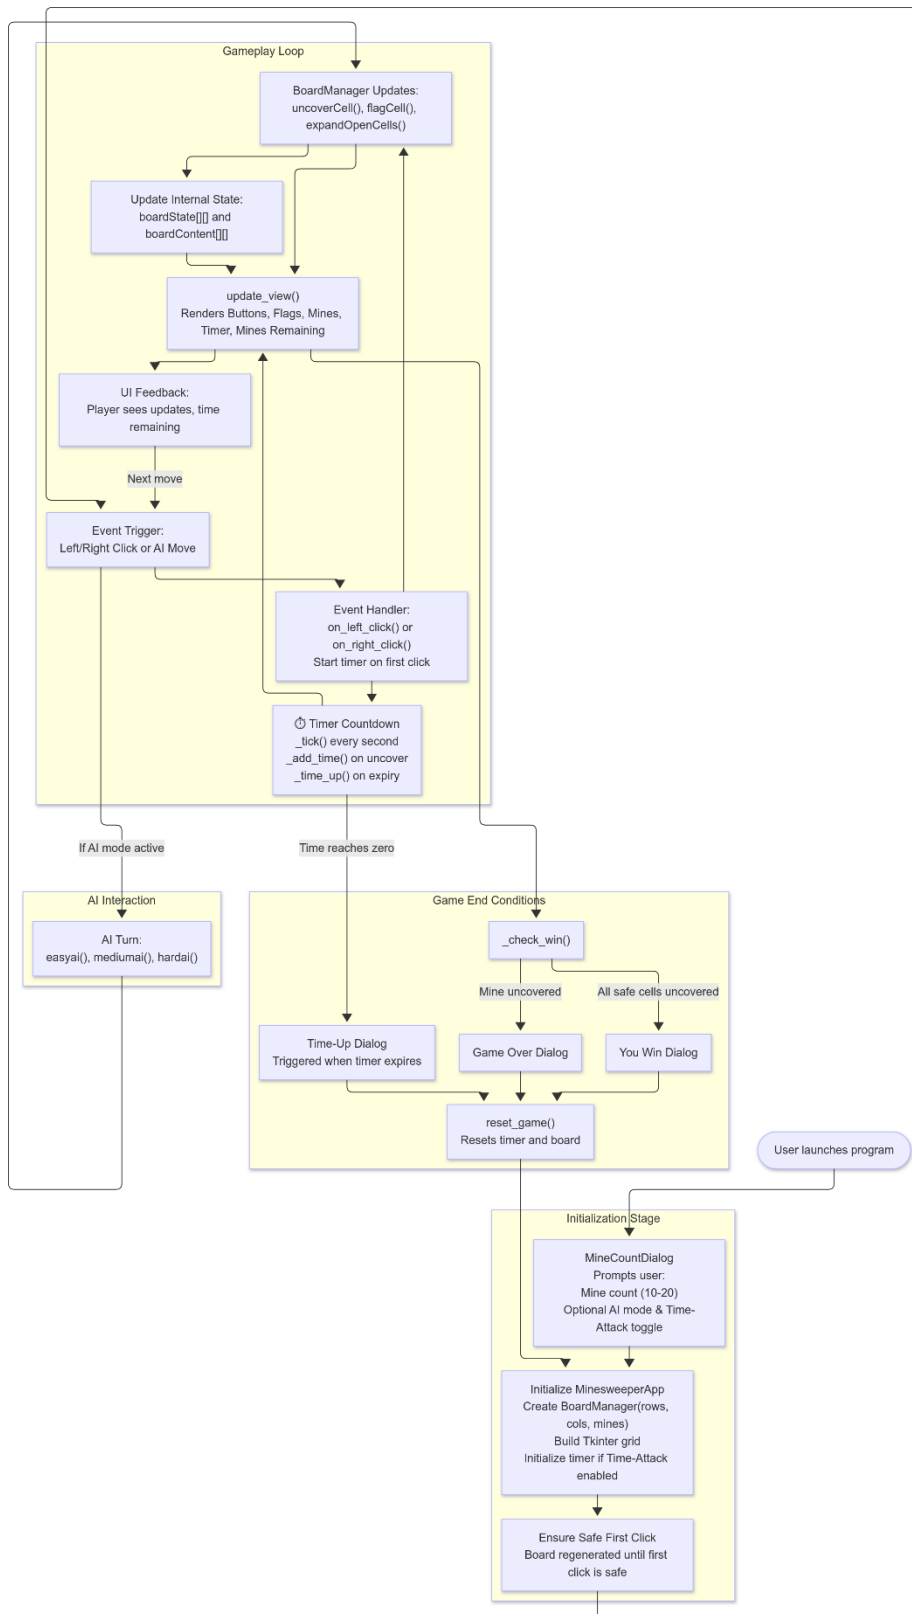 Gameplay Loop
BoardManager Updates:
uncoverCell(), flagCell(),
expandOpenCells()
Update Internal State:
boardState[][] and
boardContent[][]
update_view()
Renders Buttons, Flags, Mines,
Timer, Mines Remaining
UI Feedback:
Player sees updates, time
remaining
Next move
Event Trigger:
Left/Right Click or AI Move
Event Handler:
on_left_click() or
on_right_click()
Start timer on first click
⏱ Timer Countdown
_tick() every second
_add_time() on uncover
_time_up() on expiry
If AI mode active
Time reaches zero
AI Interaction
AI Turn:
easyai(), mediumai(), hardai()
Game End Conditions
_check_win()
Mine uncovered
All safe cells uncovered
Time-Up Dialog
Triggered when timer expires
Game Over Dialog
You Win Dialog
reset_game()
Resets timer and board
User launches program
Initialization Stage
MineCountDialog
Prompts user:
Mine count (10-20)
Optional AI mode & Time-
Attack toggle
Initialize MinesweeperApp
Create BoardManager(rows,
cols, mines)
Build Tkinter grid
Initialize timer if Time-Attack
enabled
Ensure Safe First Click
Board regenerated until first
click is safe